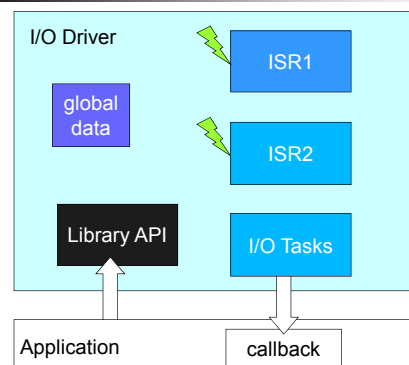 I/O Driver
ISR1
global
data
ISR2
Library API
I/O Tasks
Application
callback